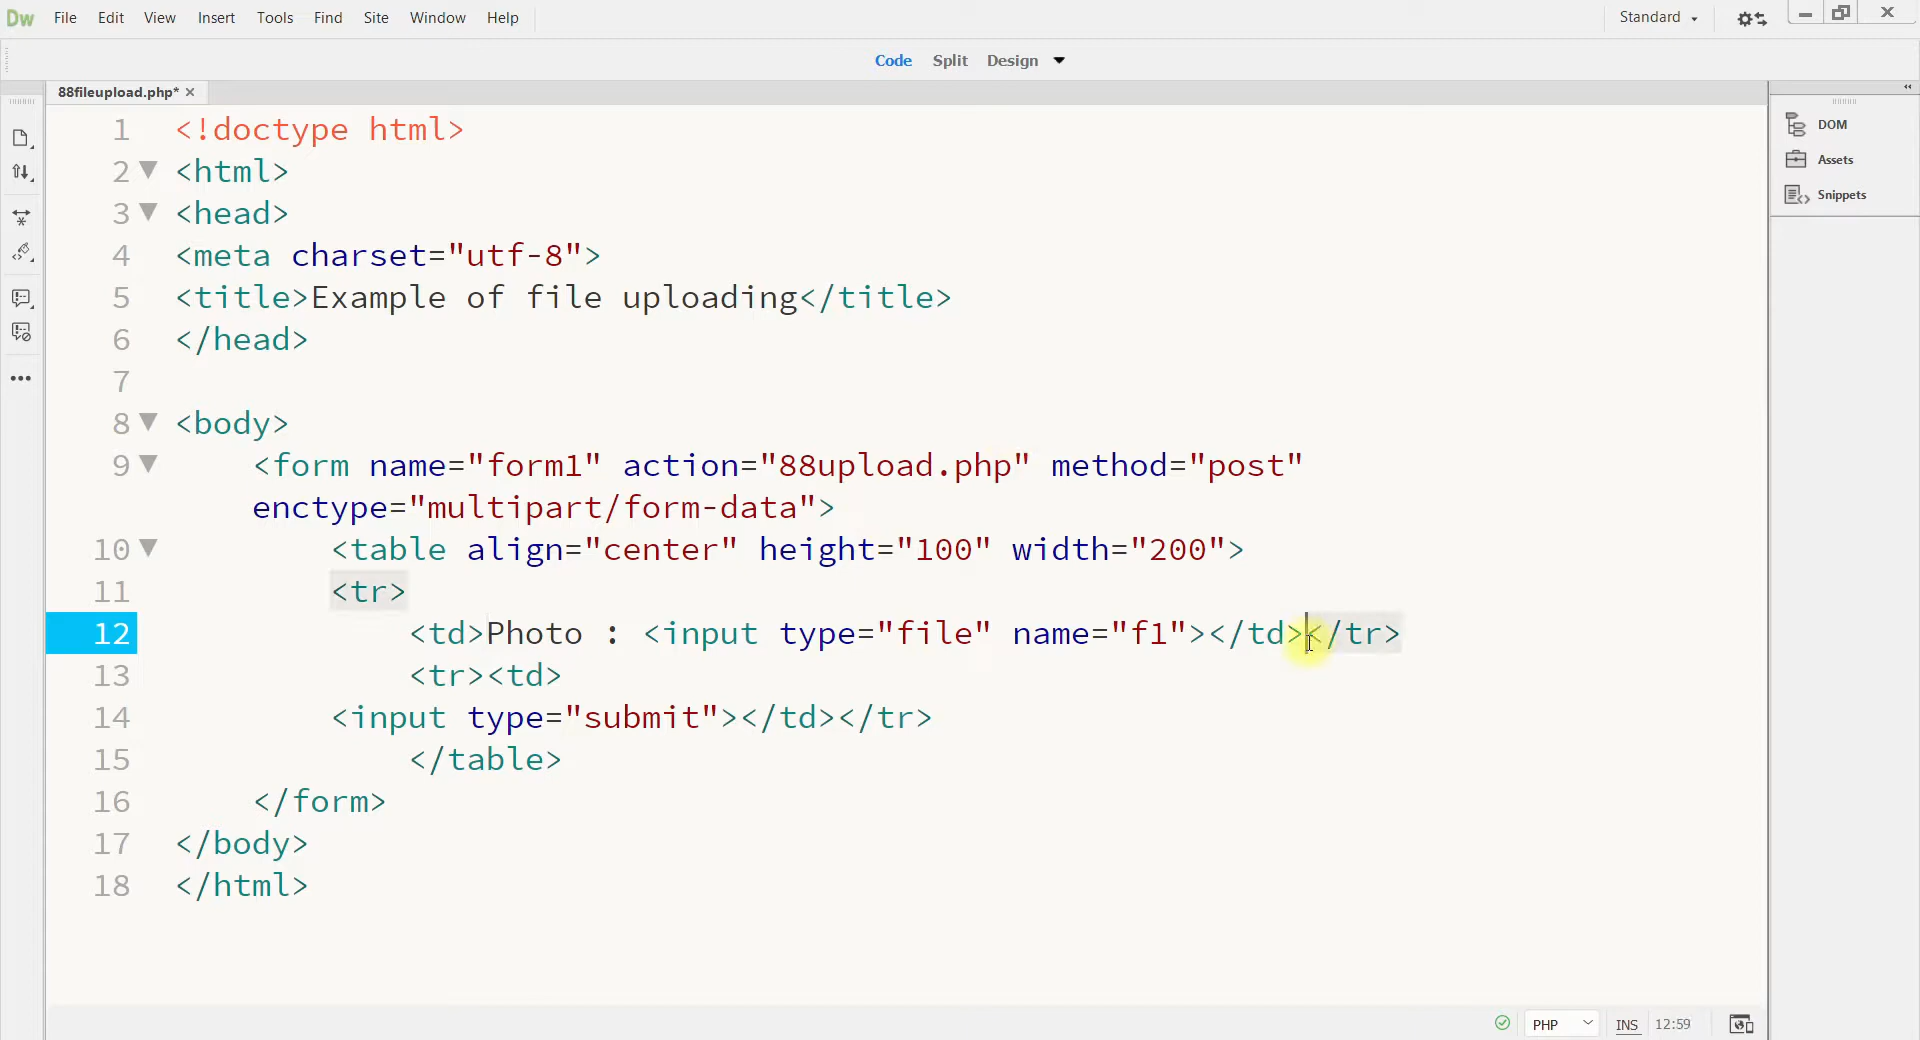 Dw File Edit View Insert Tools Find Site Window Help Standard
Code Split Design
88fileupload.php*
DOM
Assets
Snippets
1 <!doctype html>
2 <html>
3 <head>
4 <meta charset="utf-8">
5 <title>Example of file uploading</title>
6 </head>
7
8 <body>
9 <form name="form1" action="88upload.php" method="post"
enctype="multipart/form-data">
10 <table align="center" height="100" width="200">
11 <tr>
12 <td>Photo : <input type="file" name="f1"></td></tr>
13 <tr><td>
14 <input type="submit"></td></tr>
15 </table>
16 </form>
17 </body>
18 </html>
PHP INS 12:59